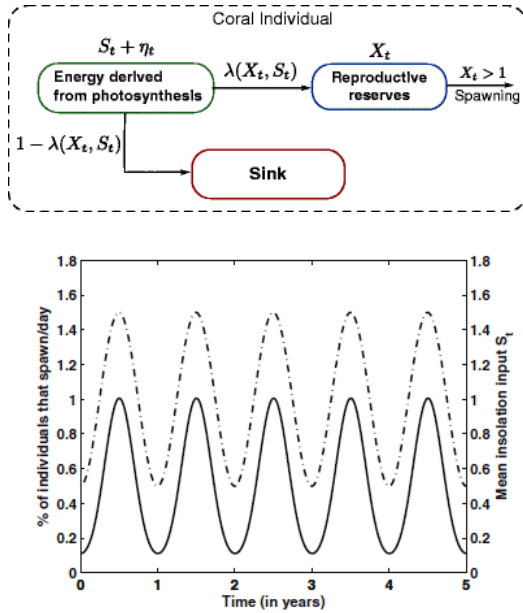 Coral Individual
S_t + η_t
Energy derived
from photosynthesis
λ(X_t, S_t)
X_t
Reproductive
reserves
X_t > 1
Spawning
1 − λ(X_t, S_t)
Sink
% of individuals that spawn/day
1.8
1.6
1.4
1.2
1
0.8
0.6
0.4
0.2
0
1.8
1.6
1.4
1.2
1
0.8
0.6
0.4
0.2
0
Mean insolation input S_t
0 1 2 3 4 5
Time (in years)